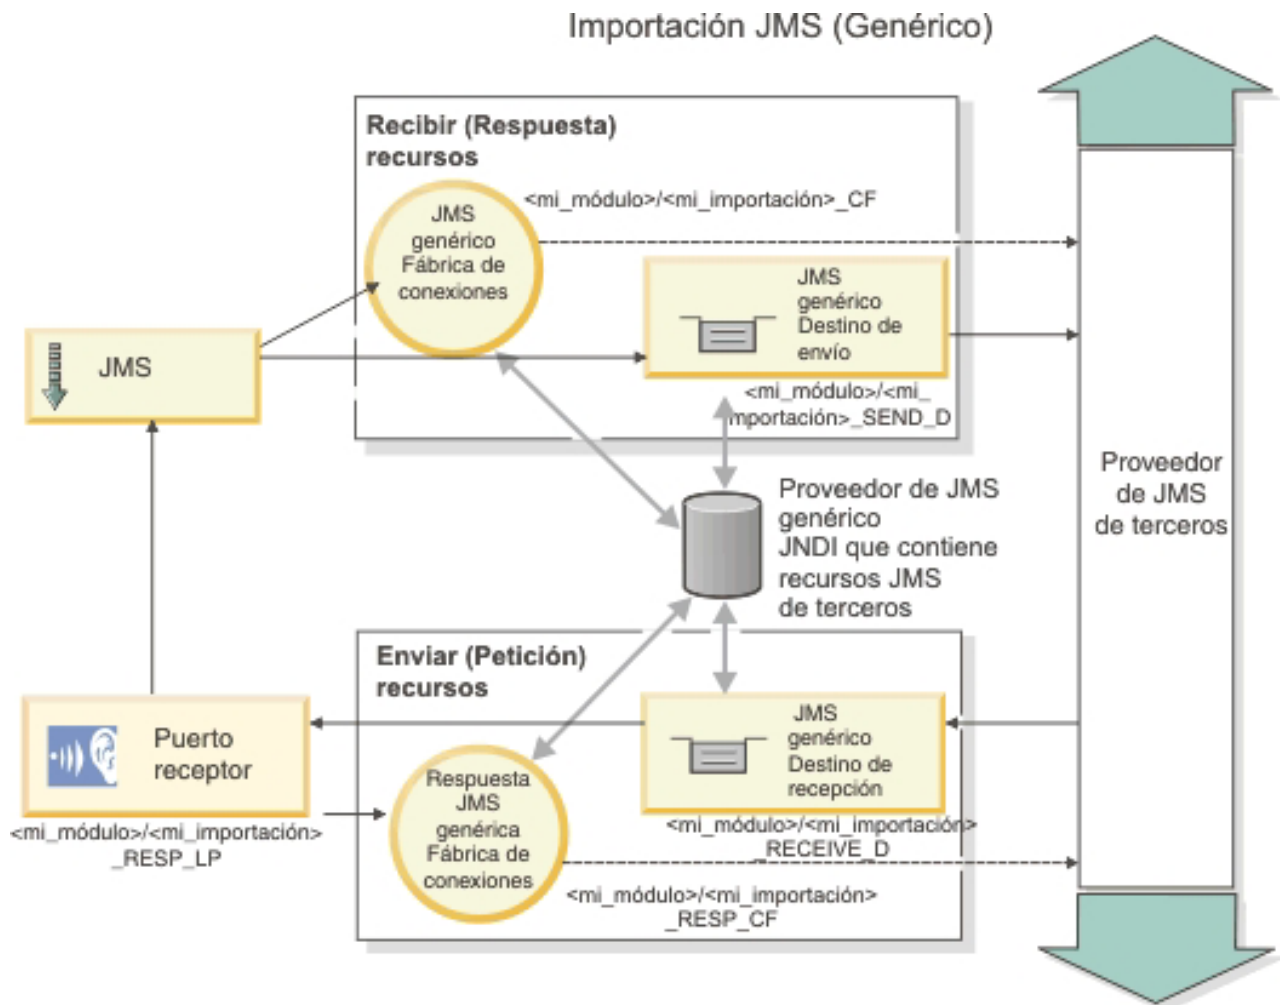 Importación JMS (Genérico)
Recibir (Respuesta)
recursos
<mi_módulo>/<mi_importación>_CF
JMS
genérico
Fábrica de
conexiones
JMS
genérico
Destino de
envío
JMS
<mi_módulo>/<mi_
mportación>_SEND_D
Proveedor
de JMS
de terceros
Proveedor de JMS
genérico
JNDI que contiene
recursos JMS
de terceros
Enviar (Petición)
recursos
Puerto
receptor
JMS
genérico
Destino de
recepción
Respuesta
JMS
genérica
Fábrica de
conexiones
<mi_módulo>/<mi_importación>
_RESP_LP
<mi_módulo>/<mi_importación>
_RECEIVE_D
<mi_módulo>/<mi_importación>
_RESP_CF